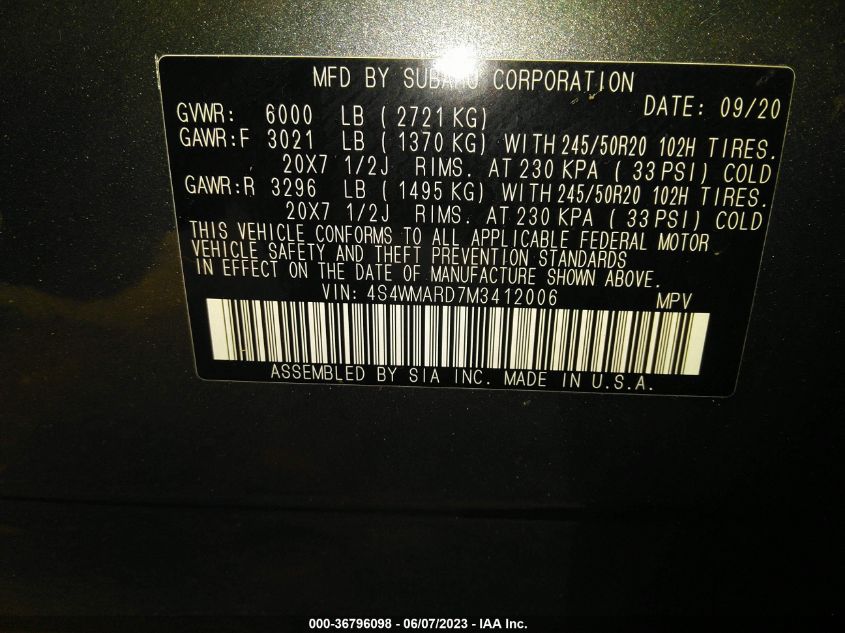 MFD BY SUBARU CORPORATION
DATE: 09/20
GVWR: 6000 LB ( 2721 KG)
GAWR:F 3021 LB ( 1370 KG) WITH 245/50R20 102H TIRES.
20X7 1/2J RIMS. AT 230 KPA ( 33 PSI) COLD
GAWR:R 3296 LB ( 1495 KG) WITH 245/50R20 102H TIRES.
20X7 1/2J RIMS. AT 230 KPA ( 33 PSI) COLD
THIS VEHICLE CONFORMS TO ALL APPLICABLE FEDERAL MOTOR
VEHICLE SAFETY AND THEFT PREVENTION STANDARDS
IN EFFECT ON THE DATE OF MANUFACTURE SHOWN ABOVE.
VIN: 4S4WMARD7M3412006 MPV
ASSEMBLED BY SIA INC. MADE IN U.S.A.
000-36796098 - 06/07/2023 - IAA Inc.